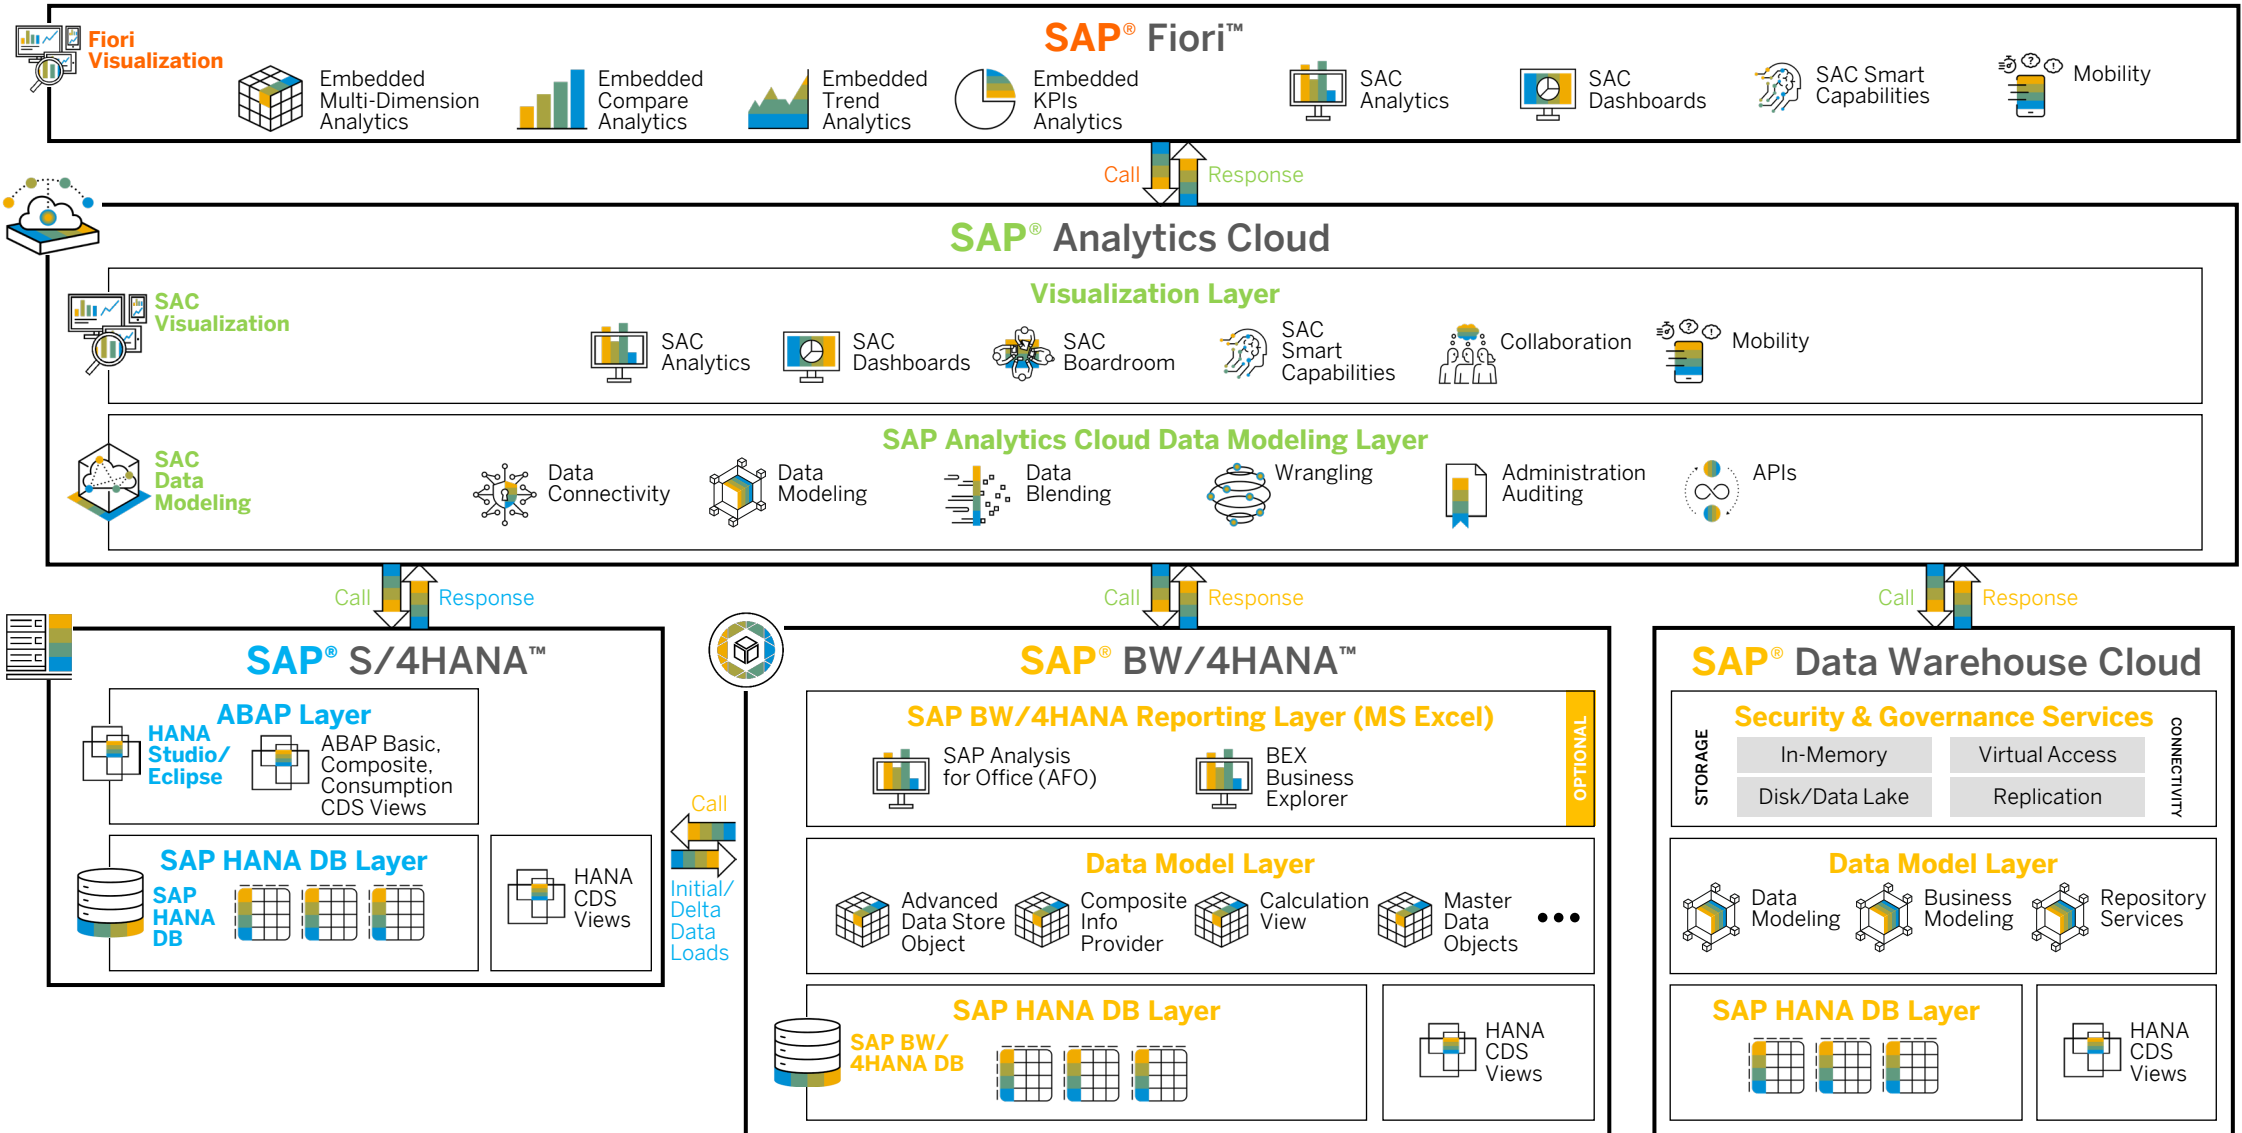 SAP® Fiori™
Fiori
Visualization
Embedded
Multi-Dimension
Analytics
Embedded
Compare
Analytics
Embedded
Trend
Analytics
Embedded
KPIs
Analytics
SAC
Analytics
SAC
Dashboards
SAC Smart
Capabilities
Mobility
Call
Response
SAP® Analytics Cloud
Visualization Layer
SAC
Visualization
SAC
Analytics
SAC
Dashboards
SAC
Boardroom
SAC
Smart
Capabilities
Collaboration
Mobility
SAP Analytics Cloud Data Modeling Layer
SAC
Data
Modeling
Data
Connectivity
Data
Modeling
Data
Blending
Wrangling
Administration
Auditing
APIs
Call
Response
Call
Response
Call
Response
SAP® S/4HANA™
ABAP Layer
HANA
Studio/
Eclipse
ABAP Basic,
Composite,
Consumption
CDS Views
SAP HANA DB Layer
SAP
HANA
DB
HANA
CDS
Views
Call
Initial/
Delta
Data
Loads
SAP® BW/4HANA™
SAP BW/4HANA Reporting Layer (MS Excel)
SAP Analysis
for Office (AFO)
BEX
Business
Explorer
OPTIONAL
Data Model Layer
Advanced
Data Store
Object
Composite
Info
Provider
Calculation
View
Master
Data
Objects
•••
SAP HANA DB Layer
SAP BW/
4HANA DB
HANA
CDS
Views
SAP® Data Warehouse Cloud
Security & Governance Services
STORAGE
In-Memory
Virtual Access
Disk/Data Lake
Replication
CONNECTIVITY
Data Model Layer
Data
Modeling
Business
Modeling
Repository
Services
SAP HANA DB Layer
HANA
CDS
Views